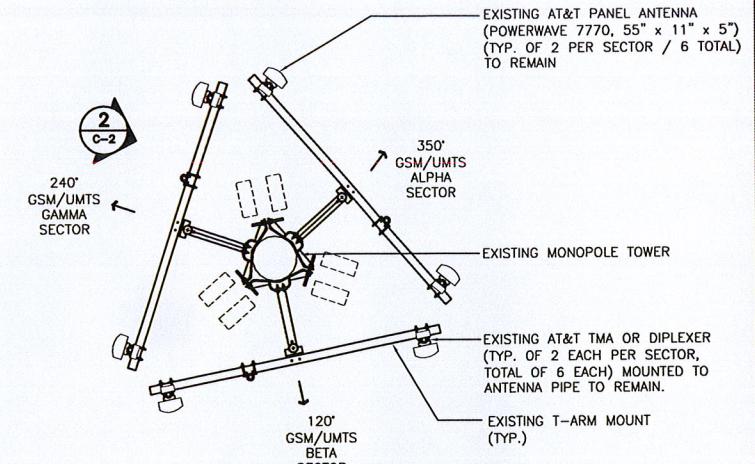 EXISTING AT&T PANEL ANTENNA
(POWERWAVE 7770, 55" x 11" x 5")
(TYP. OF 2 PER SECTOR / 6 TOTAL)
TO REMAIN
2
C-2
350°
GSM/UMTS
ALPHA
SECTOR
240°
GSM/UMTS
GAMMA
SECTOR
EXISTING MONOPOLE TOWER
EXISTING AT&T TMA OR DIPLEXER
(TYP. OF 2 EACH PER SECTOR,
TOTAL OF 6 EACH) MOUNTED TO
ANTENNA PIPE TO REMAIN.
EXISTING T-ARM MOUNT
(TYP.)
120°
GSM/UMTS
BETA
SECTOR